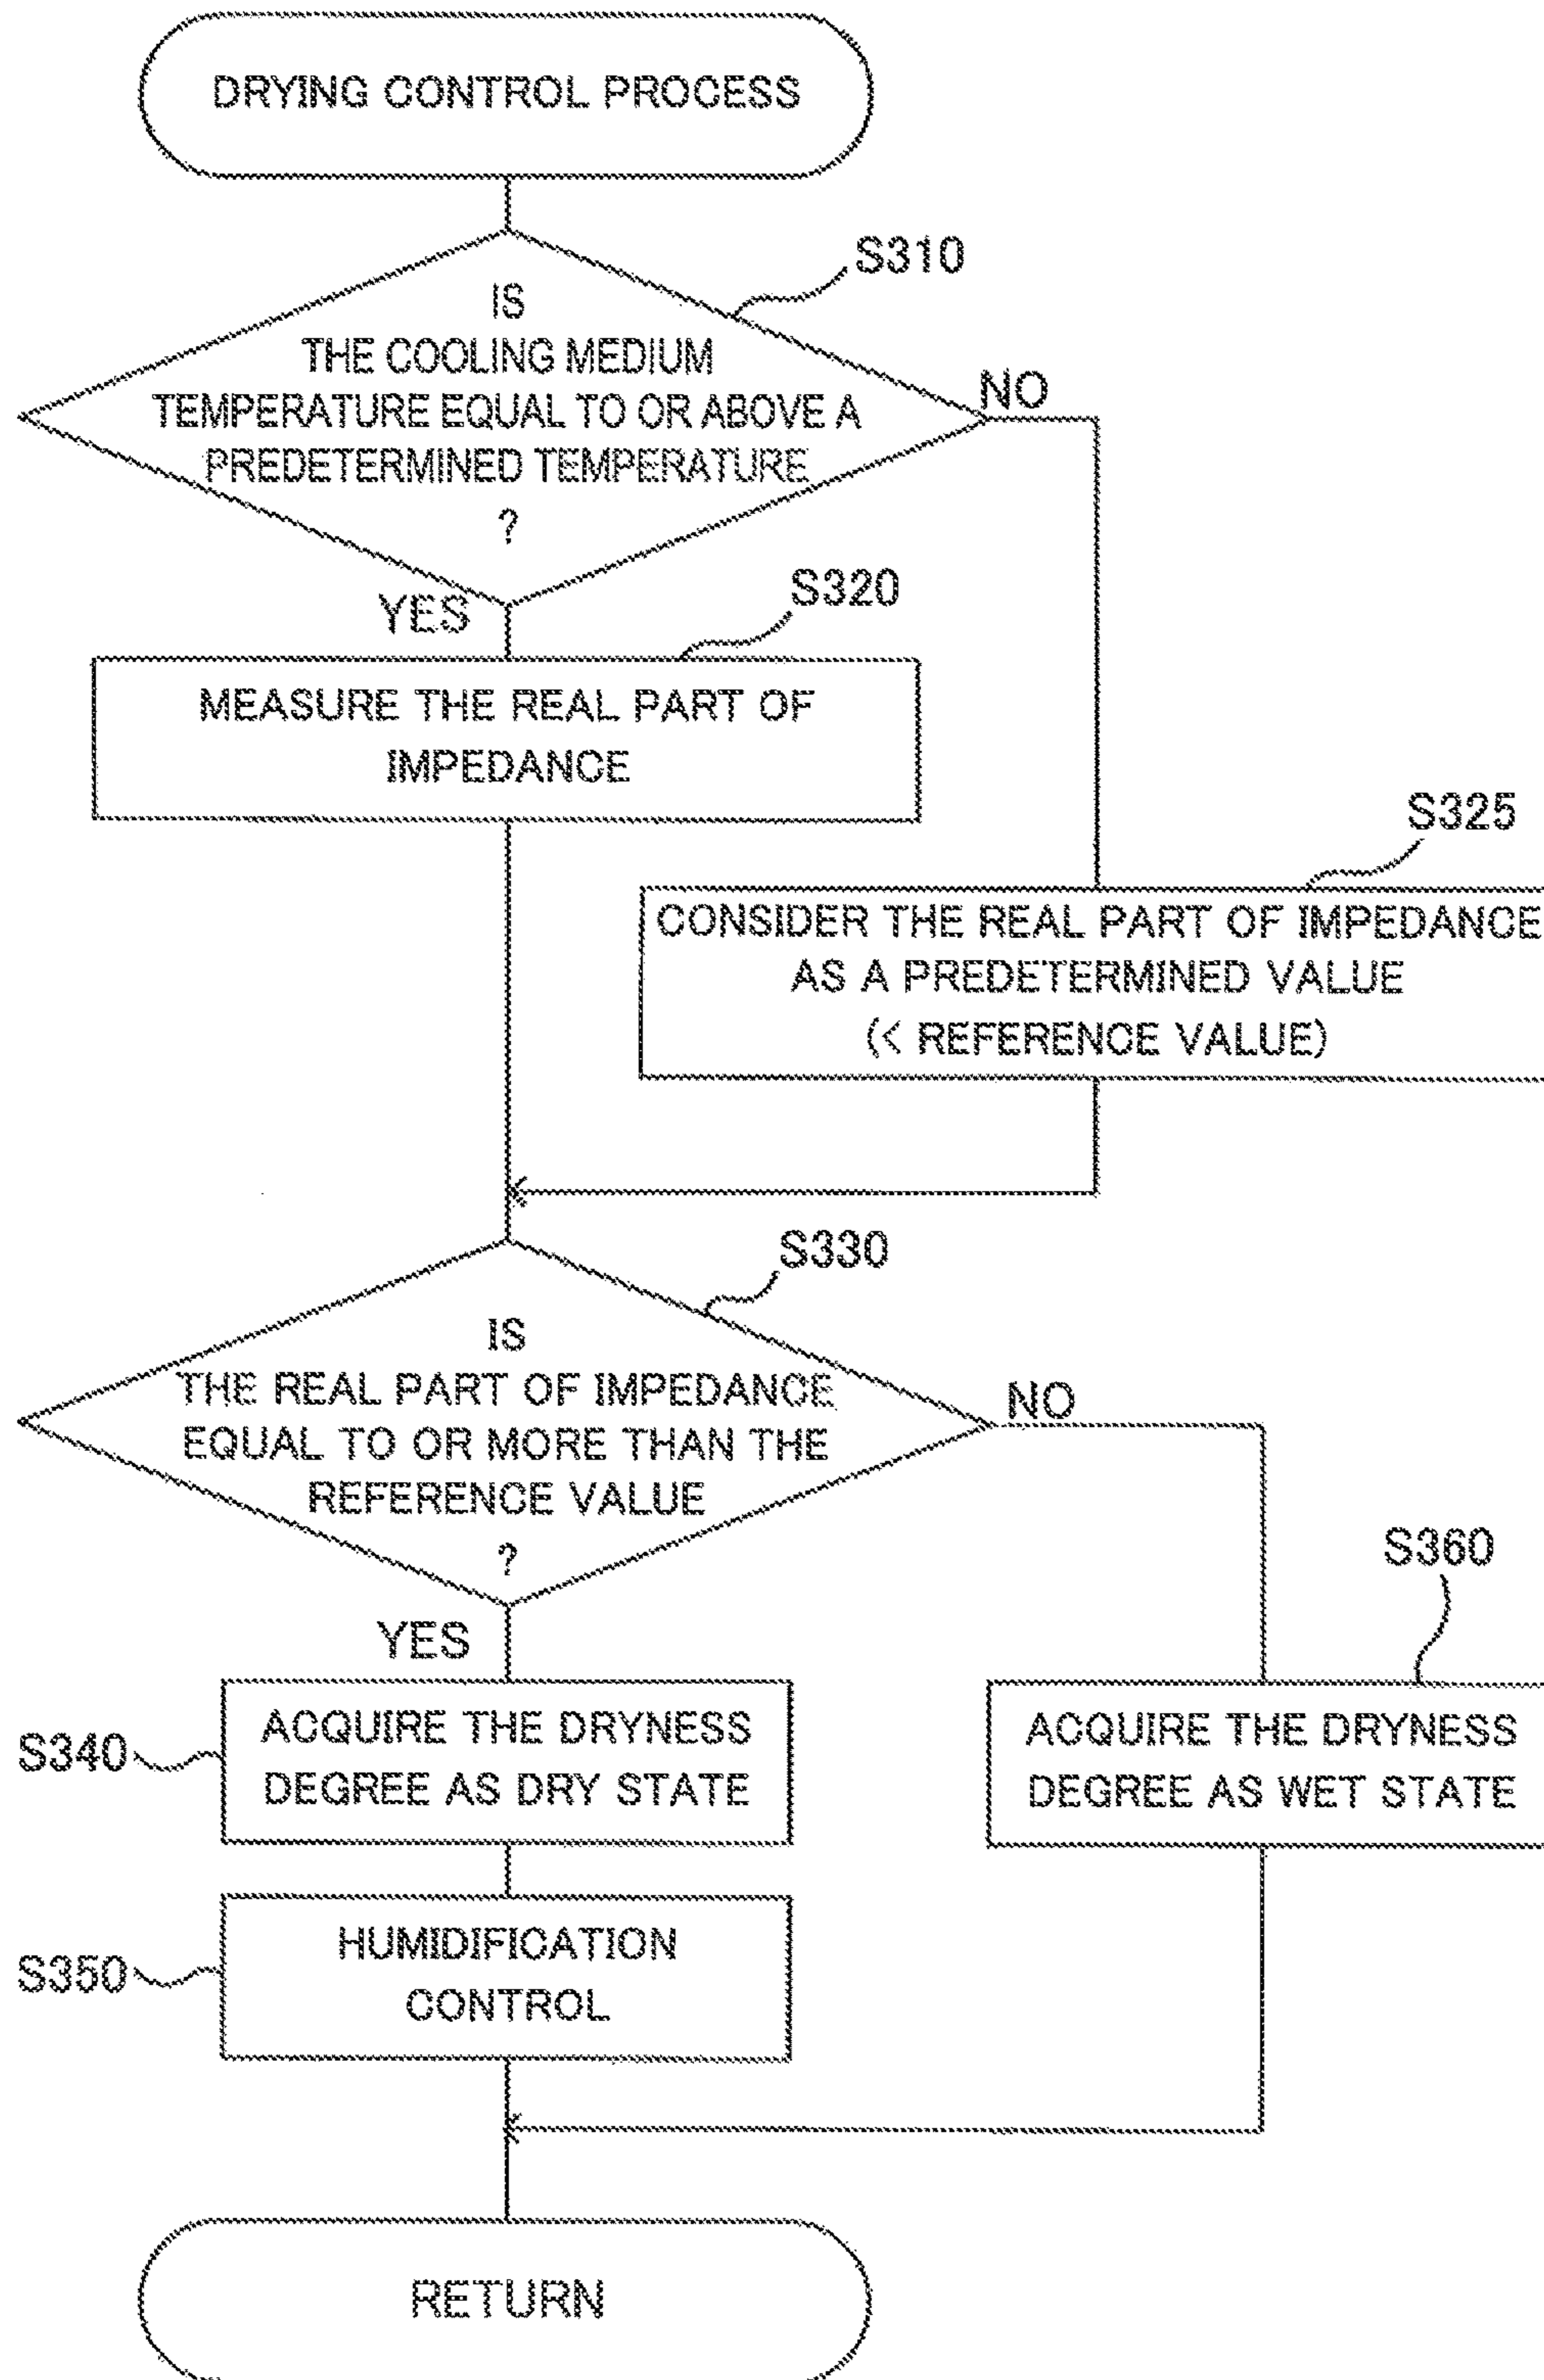 DRYING CONTROL PROCESS
S310
IS
THE COOLING MEDIUM
TEMPERATURE EQUAL TO OR ABOVE A
PREDETERMINED TEMPERATURE
?
NO
YES
S320
MEASURE THE REAL PART OF
IMPEDANCE
S325
CONSIDER THE REAL PART OF IMPEDANCE
AS A PREDETERMINED VALUE
(< REFERENCE VALUE)
S330
IS
THE REAL PART OF IMPEDANCE
EQUAL TO OR MORE THAN THE
REFERENCE VALUE
?
NO
YES
S340
ACQUIRE THE DRYNESS
DEGREE AS DRY STATE
S360
ACQUIRE THE DRYNESS
DEGREE AS WET STATE
S350
HUMIDIFICATION
CONTROL
RETURN